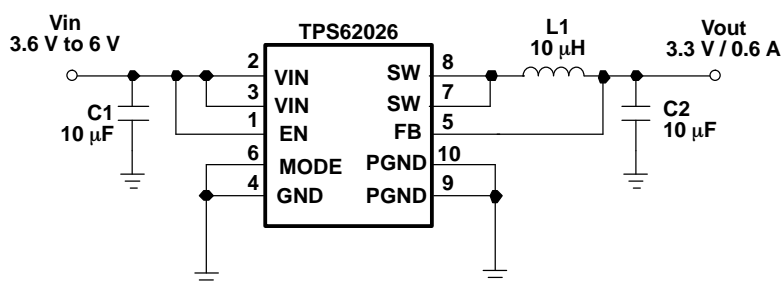 TPS62026
Vin
3.6 V to 6 V
C1
10 μF
2 VIN
3 VIN
1 EN
6 MODE
4 GND
SW 8
SW 7
FB 5
PGND 10
PGND 9
L1
10 μH
Vout
3.3 V / 0.6 A
C2
10 μF